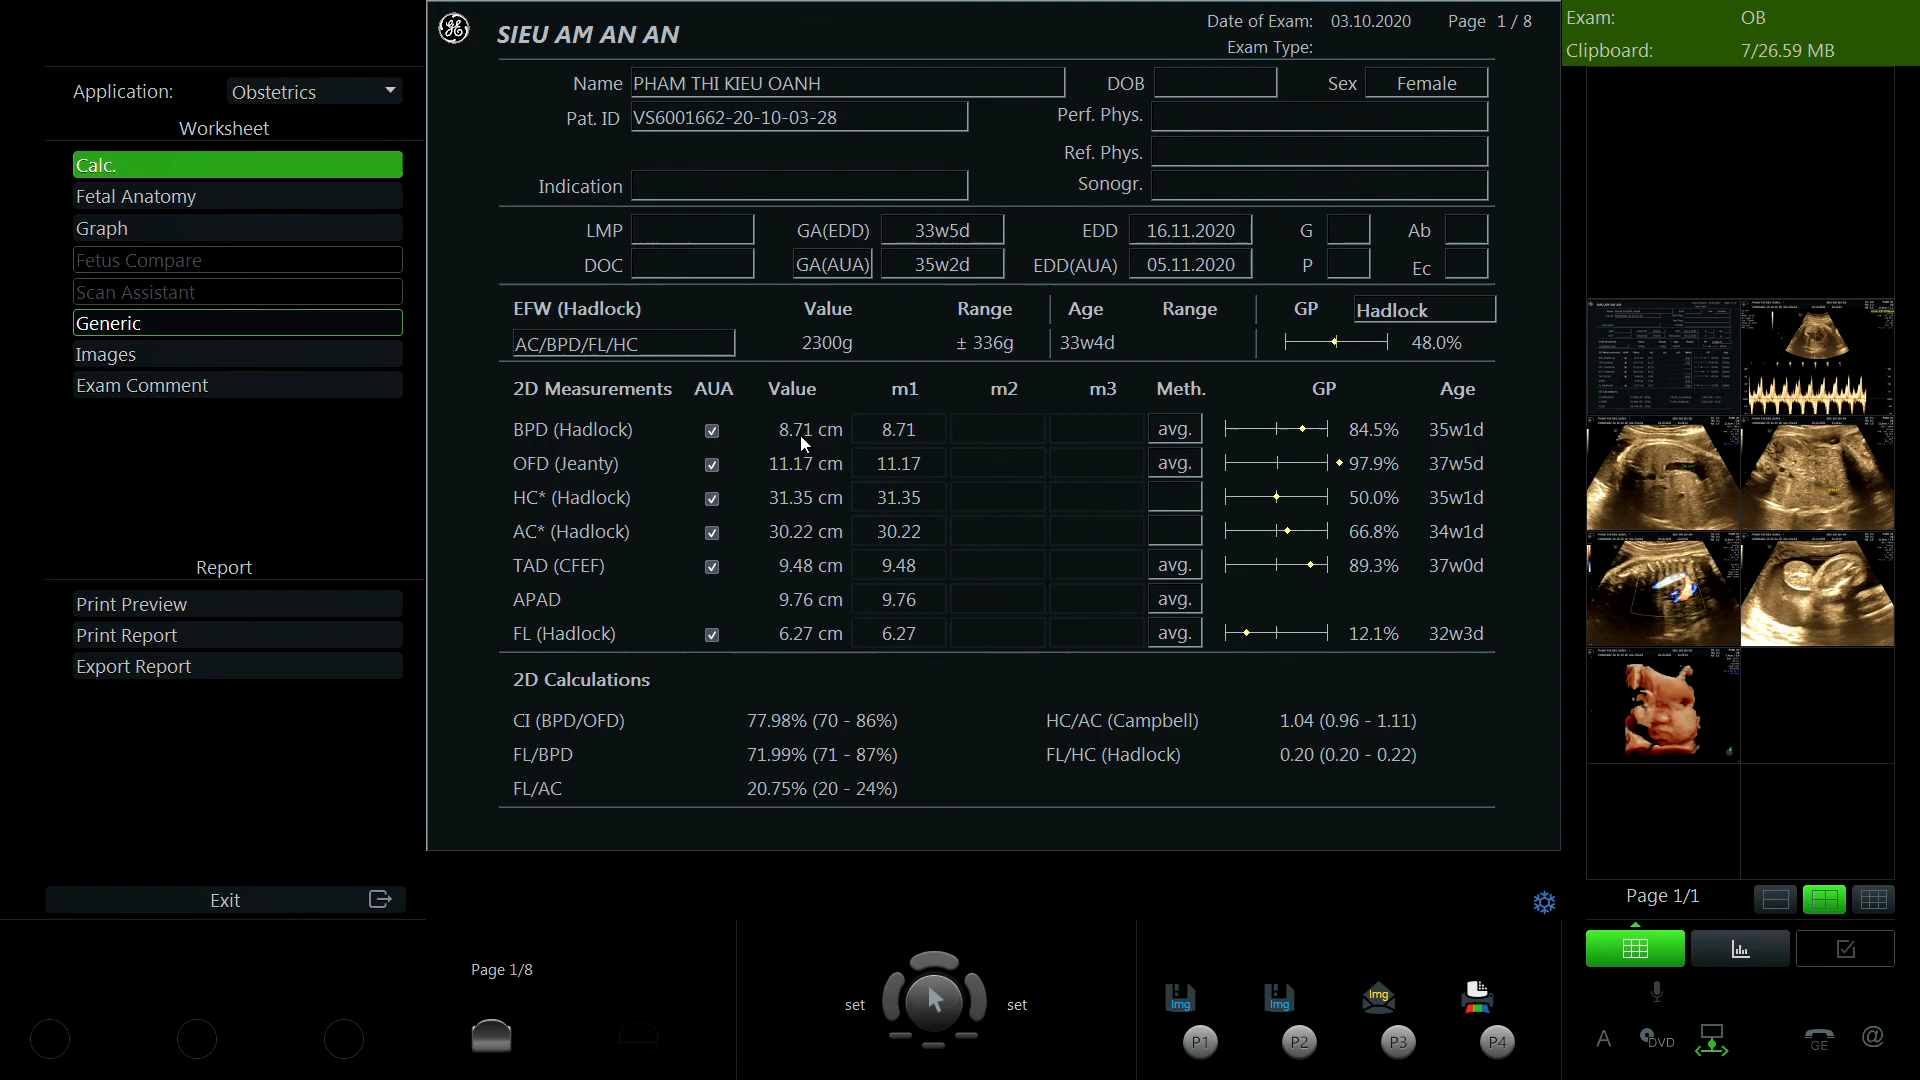 SIEU AM AN AN
Date of Exam: 03.10.2020 Page 1 / 8
Exam Type:
Exam: OB
Clipboard: 7/26.59 MB
Application: Obstetrics
Worksheet
Calc.
Fetal Anatomy
Graph
Fetus Compare
Scan Assistant
Generic
Images
Exam Comment
Report
Print Preview
Print Report
Export Report
Exit
Name PHAM THI KIEU OANH DOB Sex Female
Pat. ID VS6001662-20-10-03-28 Perf. Phys.
Ref. Phys.
Indication Sonogr.
LMP GA(EDD) 33w5d EDD 16.11.2020 G Ab
DOC GA(AUA) 35w2d EDD(AUA) 05.11.2020 P Ec
EFW (Hadlock) Value Range Age Range GP Hadlock
AC/BPD/FL/HC 2300g ± 336g 33w4d 48.0%
2D Measurements AUA Value m1 m2 m3 Meth. GP Age
BPD (Hadlock) 8.71 cm 8.71 avg. 84.5% 35w1d
OFD (Jeanty) 11.17 cm 11.17 avg. 97.9% 37w5d
HC* (Hadlock) 31.35 cm 31.35 50.0% 35w1d
AC* (Hadlock) 30.22 cm 30.22 66.8% 34w1d
TAD (CFEF) 9.48 cm 9.48 avg. 89.3% 37w0d
APAD 9.76 cm 9.76 avg.
FL (Hadlock) 6.27 cm 6.27 avg. 12.1% 32w3d
2D Calculations
CI (BPD/OFD) 77.98% (70 - 86%) HC/AC (Campbell) 1.04 (0.96 - 1.11)
FL/BPD 71.99% (71 - 87%) FL/HC (Hadlock) 0.20 (0.20 - 0.22)
FL/AC 20.75% (20 - 24%)
Page 1/1
Page 1/8
set set
Img Img Img
P1 P2 P3 P4
A DVD GE @